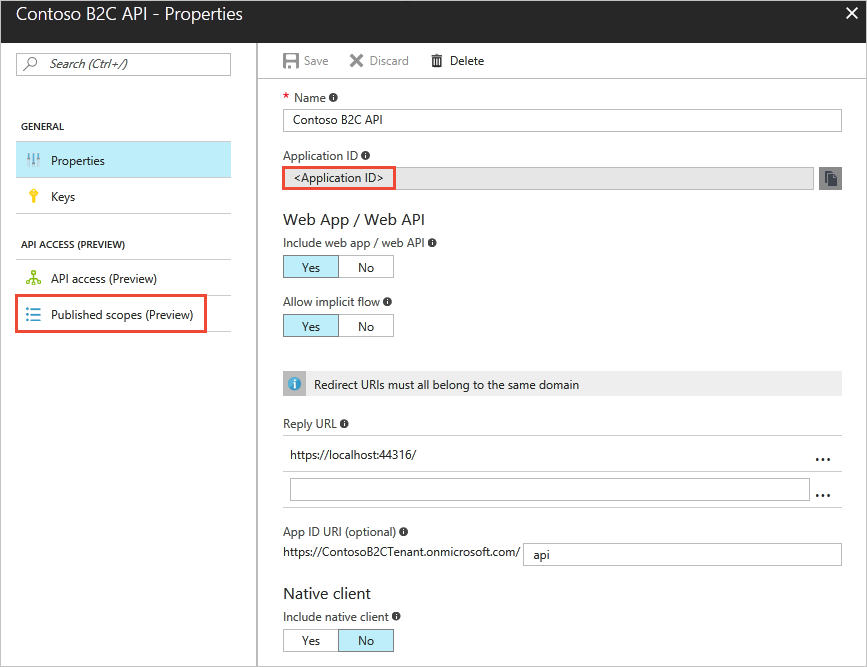 Contoso B2C API - Properties
Search (Ctrl+/)
GENERAL
Properties
Keys
API ACCESS (PREVIEW)
API access (Preview)
Published scopes (Preview)
Save Discard Delete
* Name
Contoso B2C API
Application ID
<Application ID>
Web App / Web API
Include web app / web API
Yes No
Allow implicit flow
Yes No
Redirect URIs must all belong to the same domain
Reply URL
https://localhost:44316/ ...
...
App ID URI (optional)
https://ContosoB2CTenant.onmicrosoft.com/ api
Native client
Include native client
Yes No